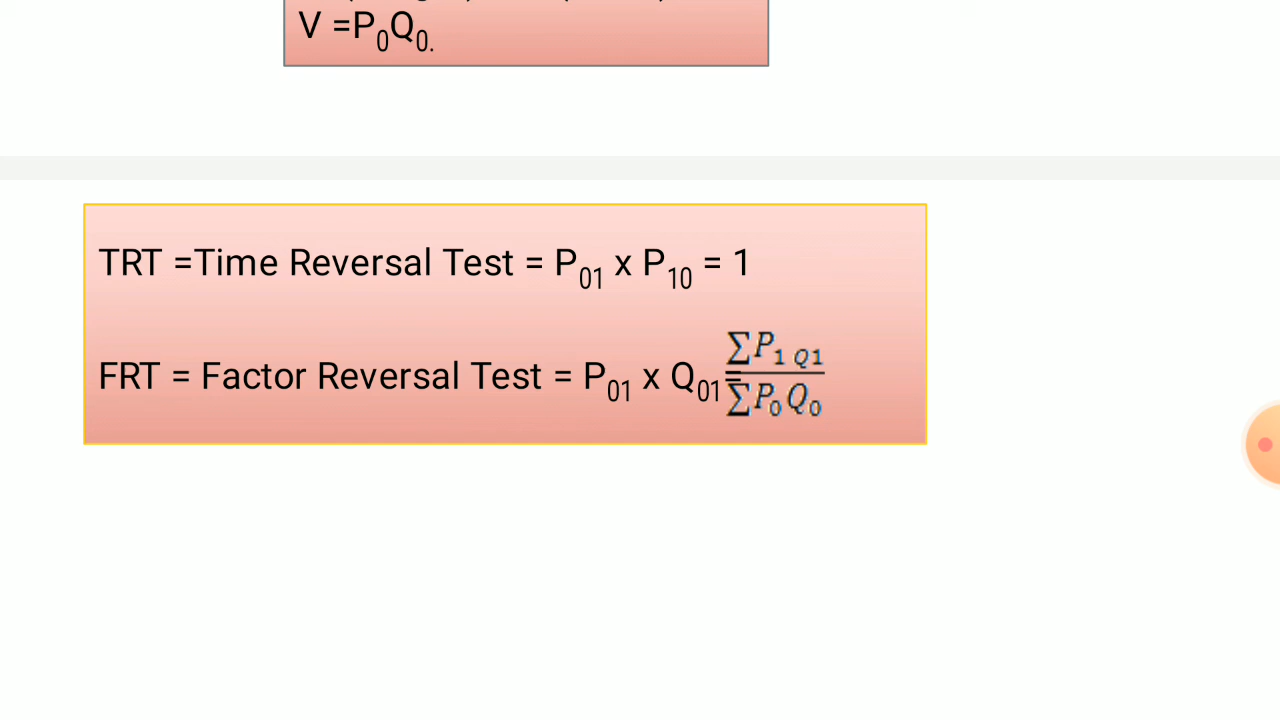 V =P₀Q₀.
TRT =Time Reversal Test = P₀₁ x P₁₀ = 1
FRT = Factor Reversal Test = P₀₁ x Q₀₁= ∑P₁ Q1 / ∑P₀Q₀